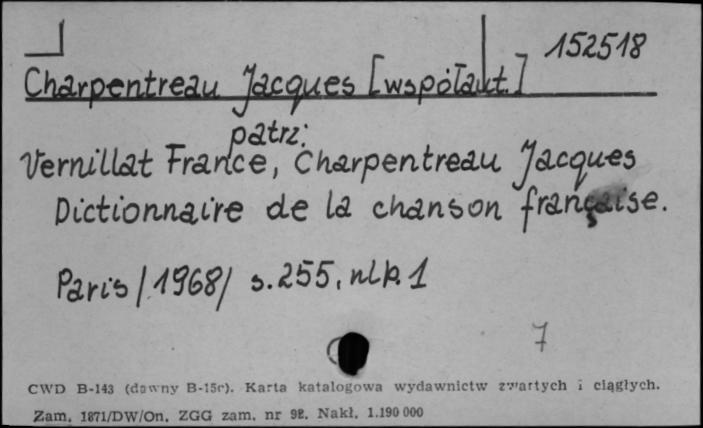 152518
Charpentreau Jacques [współaut.]
patrz:
Vernillat France, Charpentreau Jacques
Dictionnaire de la chanson française.
Paris /1968/ s. 255, nlb. 1
7
CWD B-143 (dawny B-15c). Karta katalogowa wydawnictw zwartych i ciągłych.
Zam. 1871/DW/On. ZGG zam. nr 98. Nakł. 1.190 000